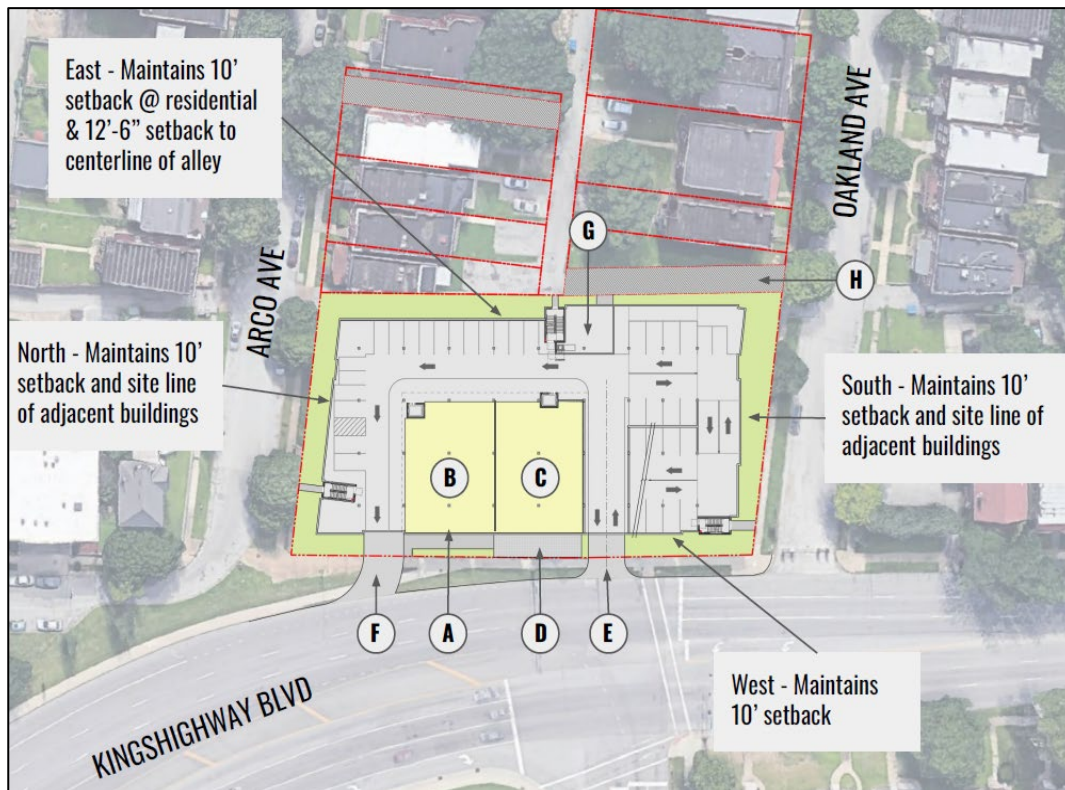 East - Maintains 10’
setback @ residential
& 12’-6” setback to
centerline of alley
OAKLAND AVE
G
H
ARCO AVE
North - Maintains 10’
setback and site line
of adjacent buildings
South - Maintains 10’
setback and site line of
adjacent buildings
B
C
F
A
D
E
West - Maintains
10’ setback
KINGSHIGHWAY BLVD